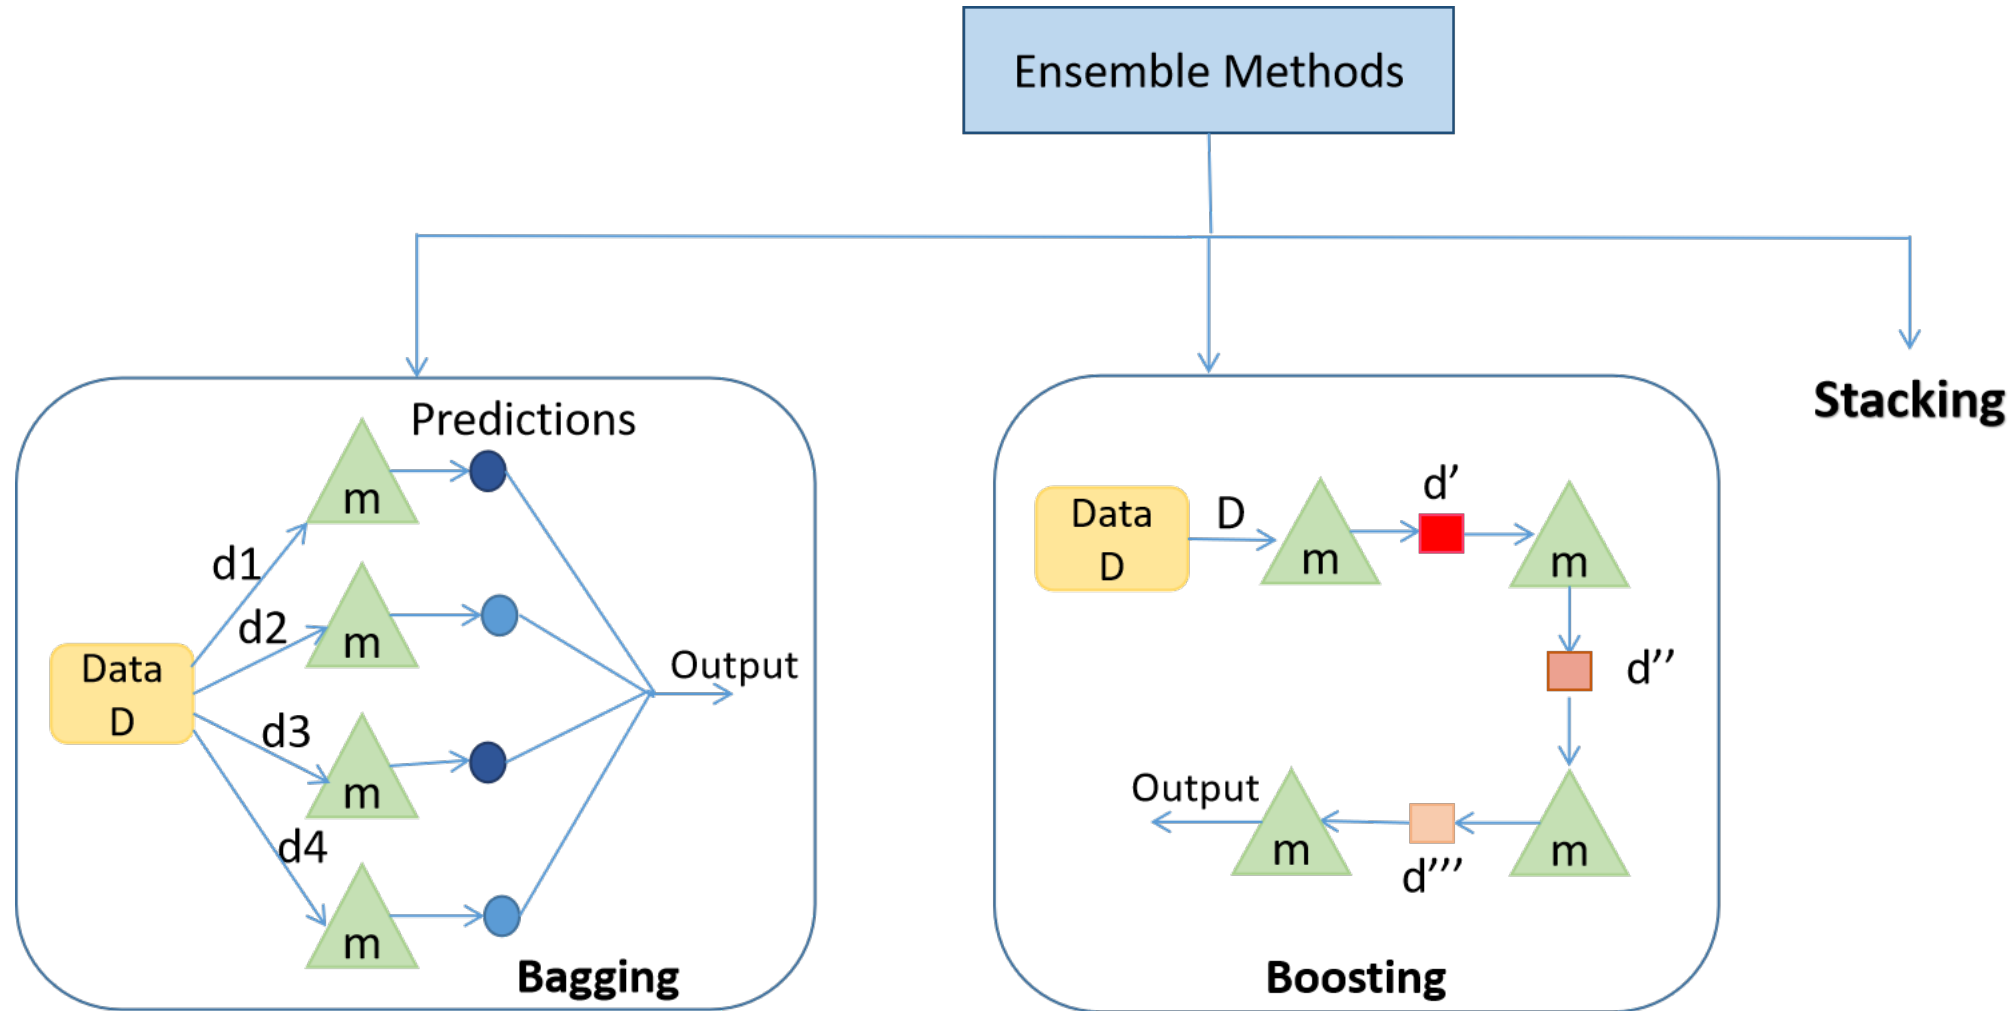 Ensemble Methods
Predictions
m
d1
m
d2
Data
D
Output
d3
m
d4
m
Bagging
Data
D
D
m
d′
m
d′′
Output
m
d′′′
m
Boosting
Stacking